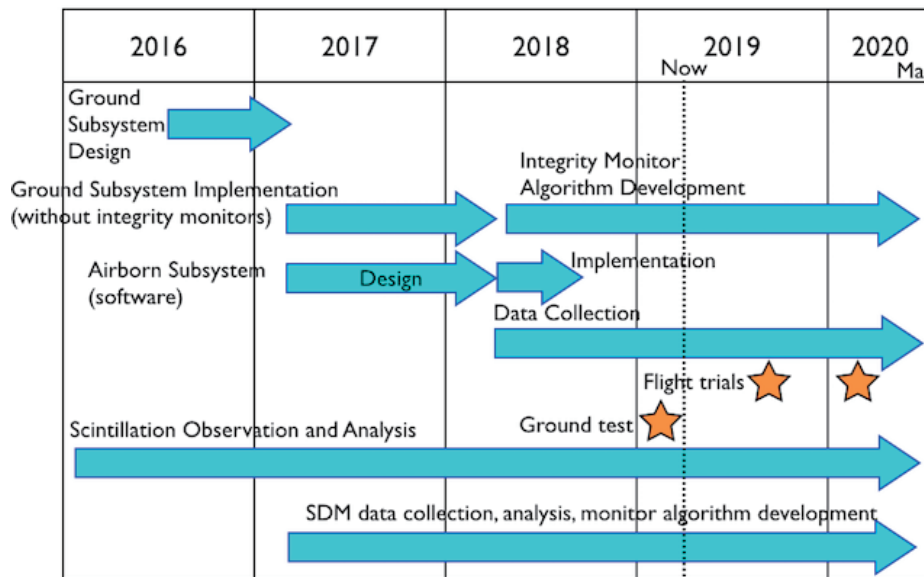 2016
2017
2018
2019
2020
Now
Ma
Ground
Subsystem
Design
Integrity Monitor
Algorithm Development
Ground Subsystem Implementation
(without integrity monitors)
Airborn Subsystem
(software)
Design
Implementation
Data Collection
Flight trials
Ground test
Scintillation Observation and Analysis
SDM data collection, analysis, monitor algorithm development